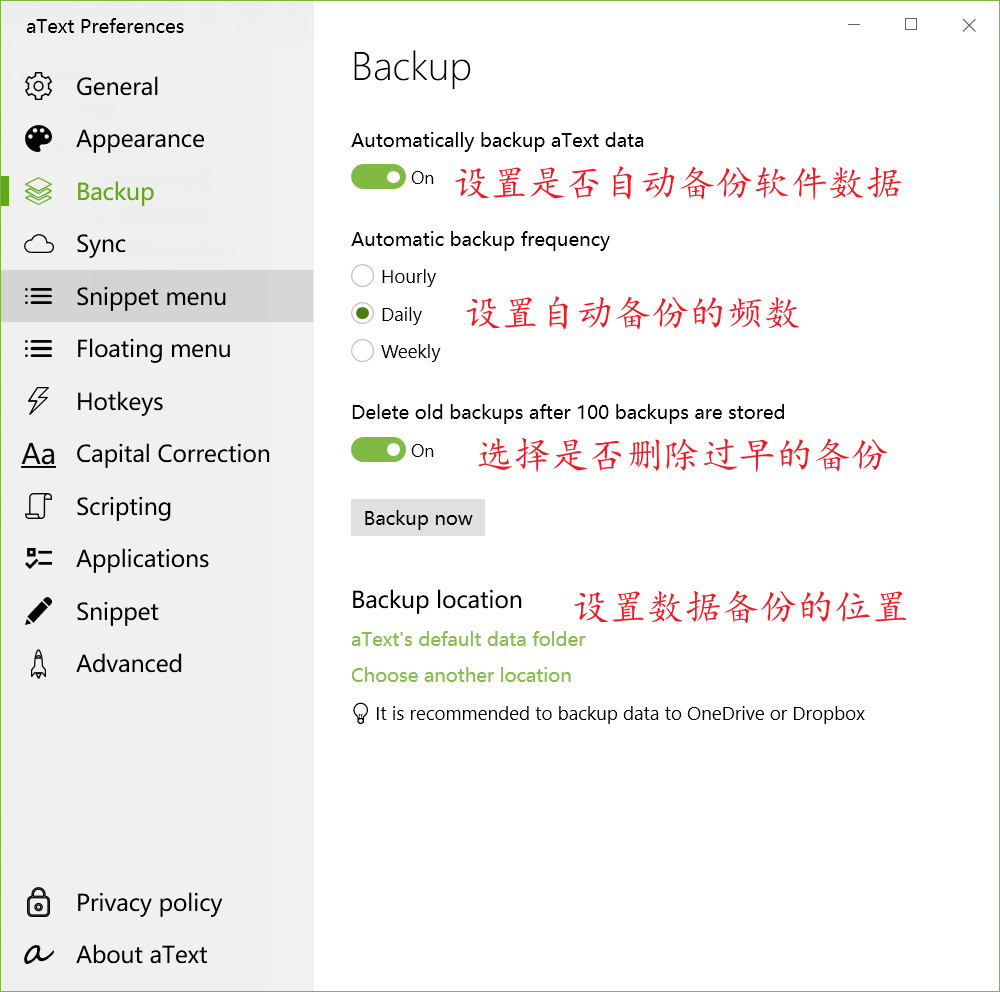 aText Preferences
General
Appearance
Backup
Sync
Snippet menu
Floating menu
Hotkeys
Aa Capital Correction
Scripting
Applications
Snippet
Advanced
Privacy policy
About aText
Backup
Automatically backup aText data
On 设置是否自动备份软件数据
Automatic backup frequency
Hourly
Daily 设置自动备份的频数
Weekly
Delete old backups after 100 backups are stored
On 选择是否删除过早的备份
Backup now
Backup location 设置数据备份的位置
aText's default data folder
Choose another location
It is recommended to backup data to OneDrive or Dropbox